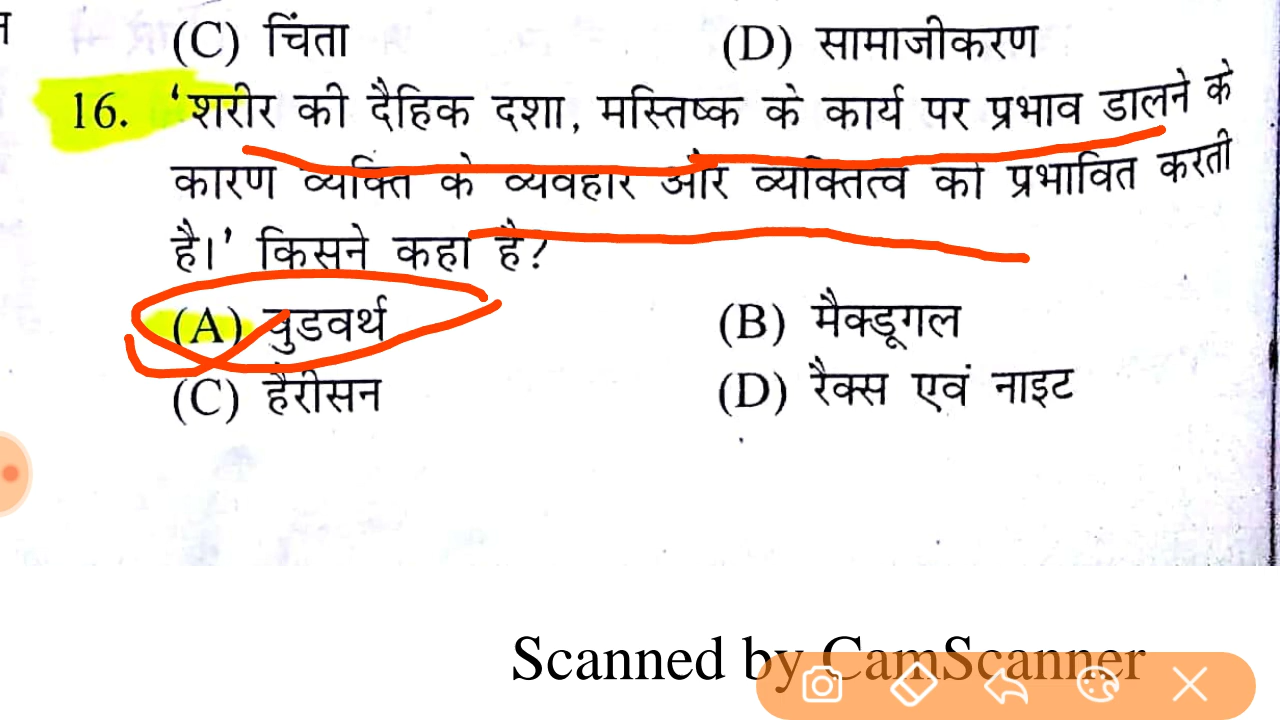 (C) चिंता (D) सामाजीकरण
16. ‘शरीर की दैहिक दशा, मस्तिष्क के कार्य पर प्रभाव डालने के
कारण व्यक्ति के व्यवहार और व्यक्तित्व को प्रभावित करती
है।’ किसने कहा है?
(A) वुडवर्थ (B) मैक्डूगल
(C) हैरीसन (D) रैक्स एवं नाइट
Scanned by CamScanner